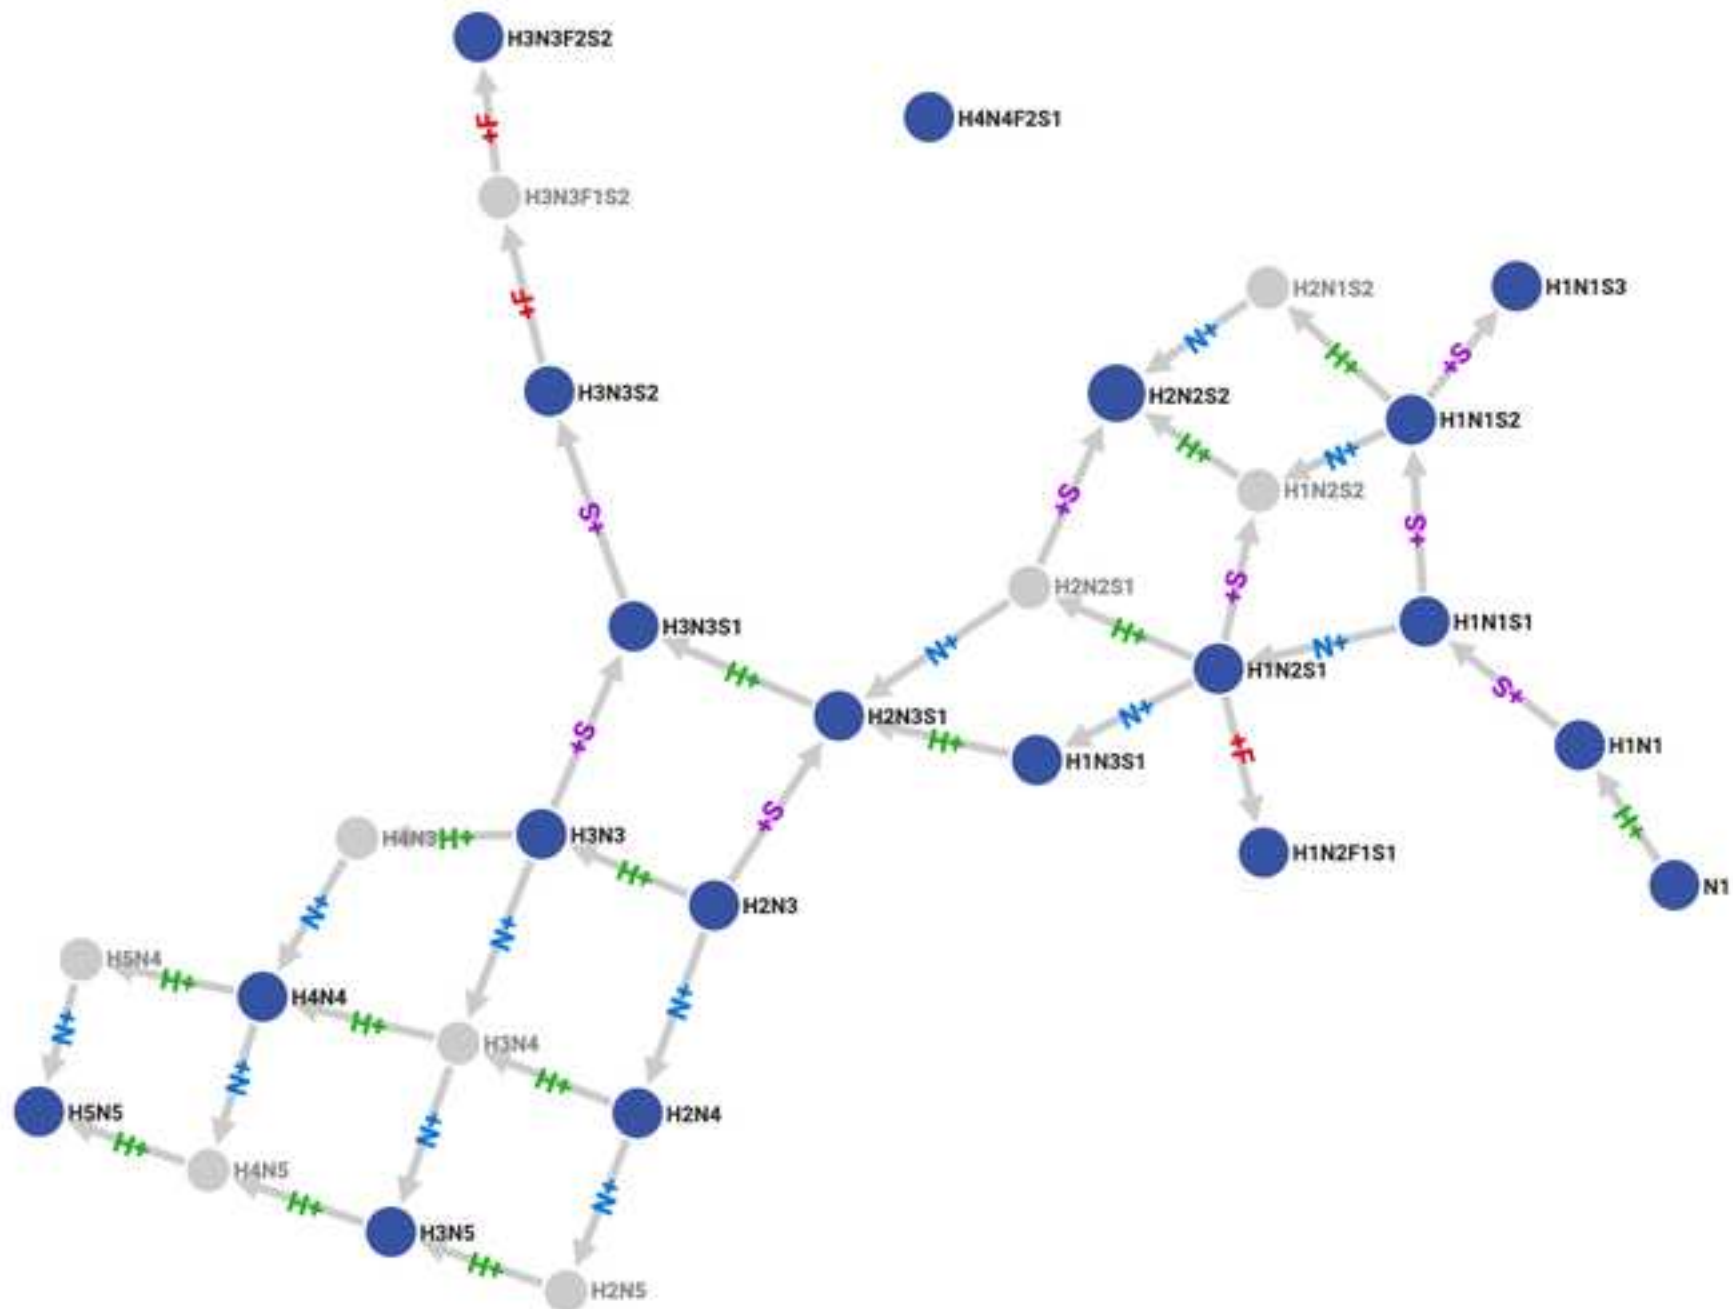 H3N3F2S2
H4N4F2S1
+F
H3N3F1S2
H2N1S2
H1N1S3
+F
N+
H+
S+
H3N3S2
H2N2S2
H1N1S2
H+
N+
H1N2S2
S+
S+
S+
H2N2S1
S+
H1N1S1
H3N3S1
H+
N+
N+
H1N2S1
H+
S+
H2N3S1
N+
S+
H+
H1N3S1
+F
H1N1
H+
S+
H4N3
H+
H3N3
H1N2F1S1
H+
N1
H+
H2N3
N+
N+
H5N4
H+
H4N4
N+
H+
N+
H3N4
N+
H+
H5N5
H2N4
H+
N+
H4N5
H+
N+
H3N5
H+
H2N5